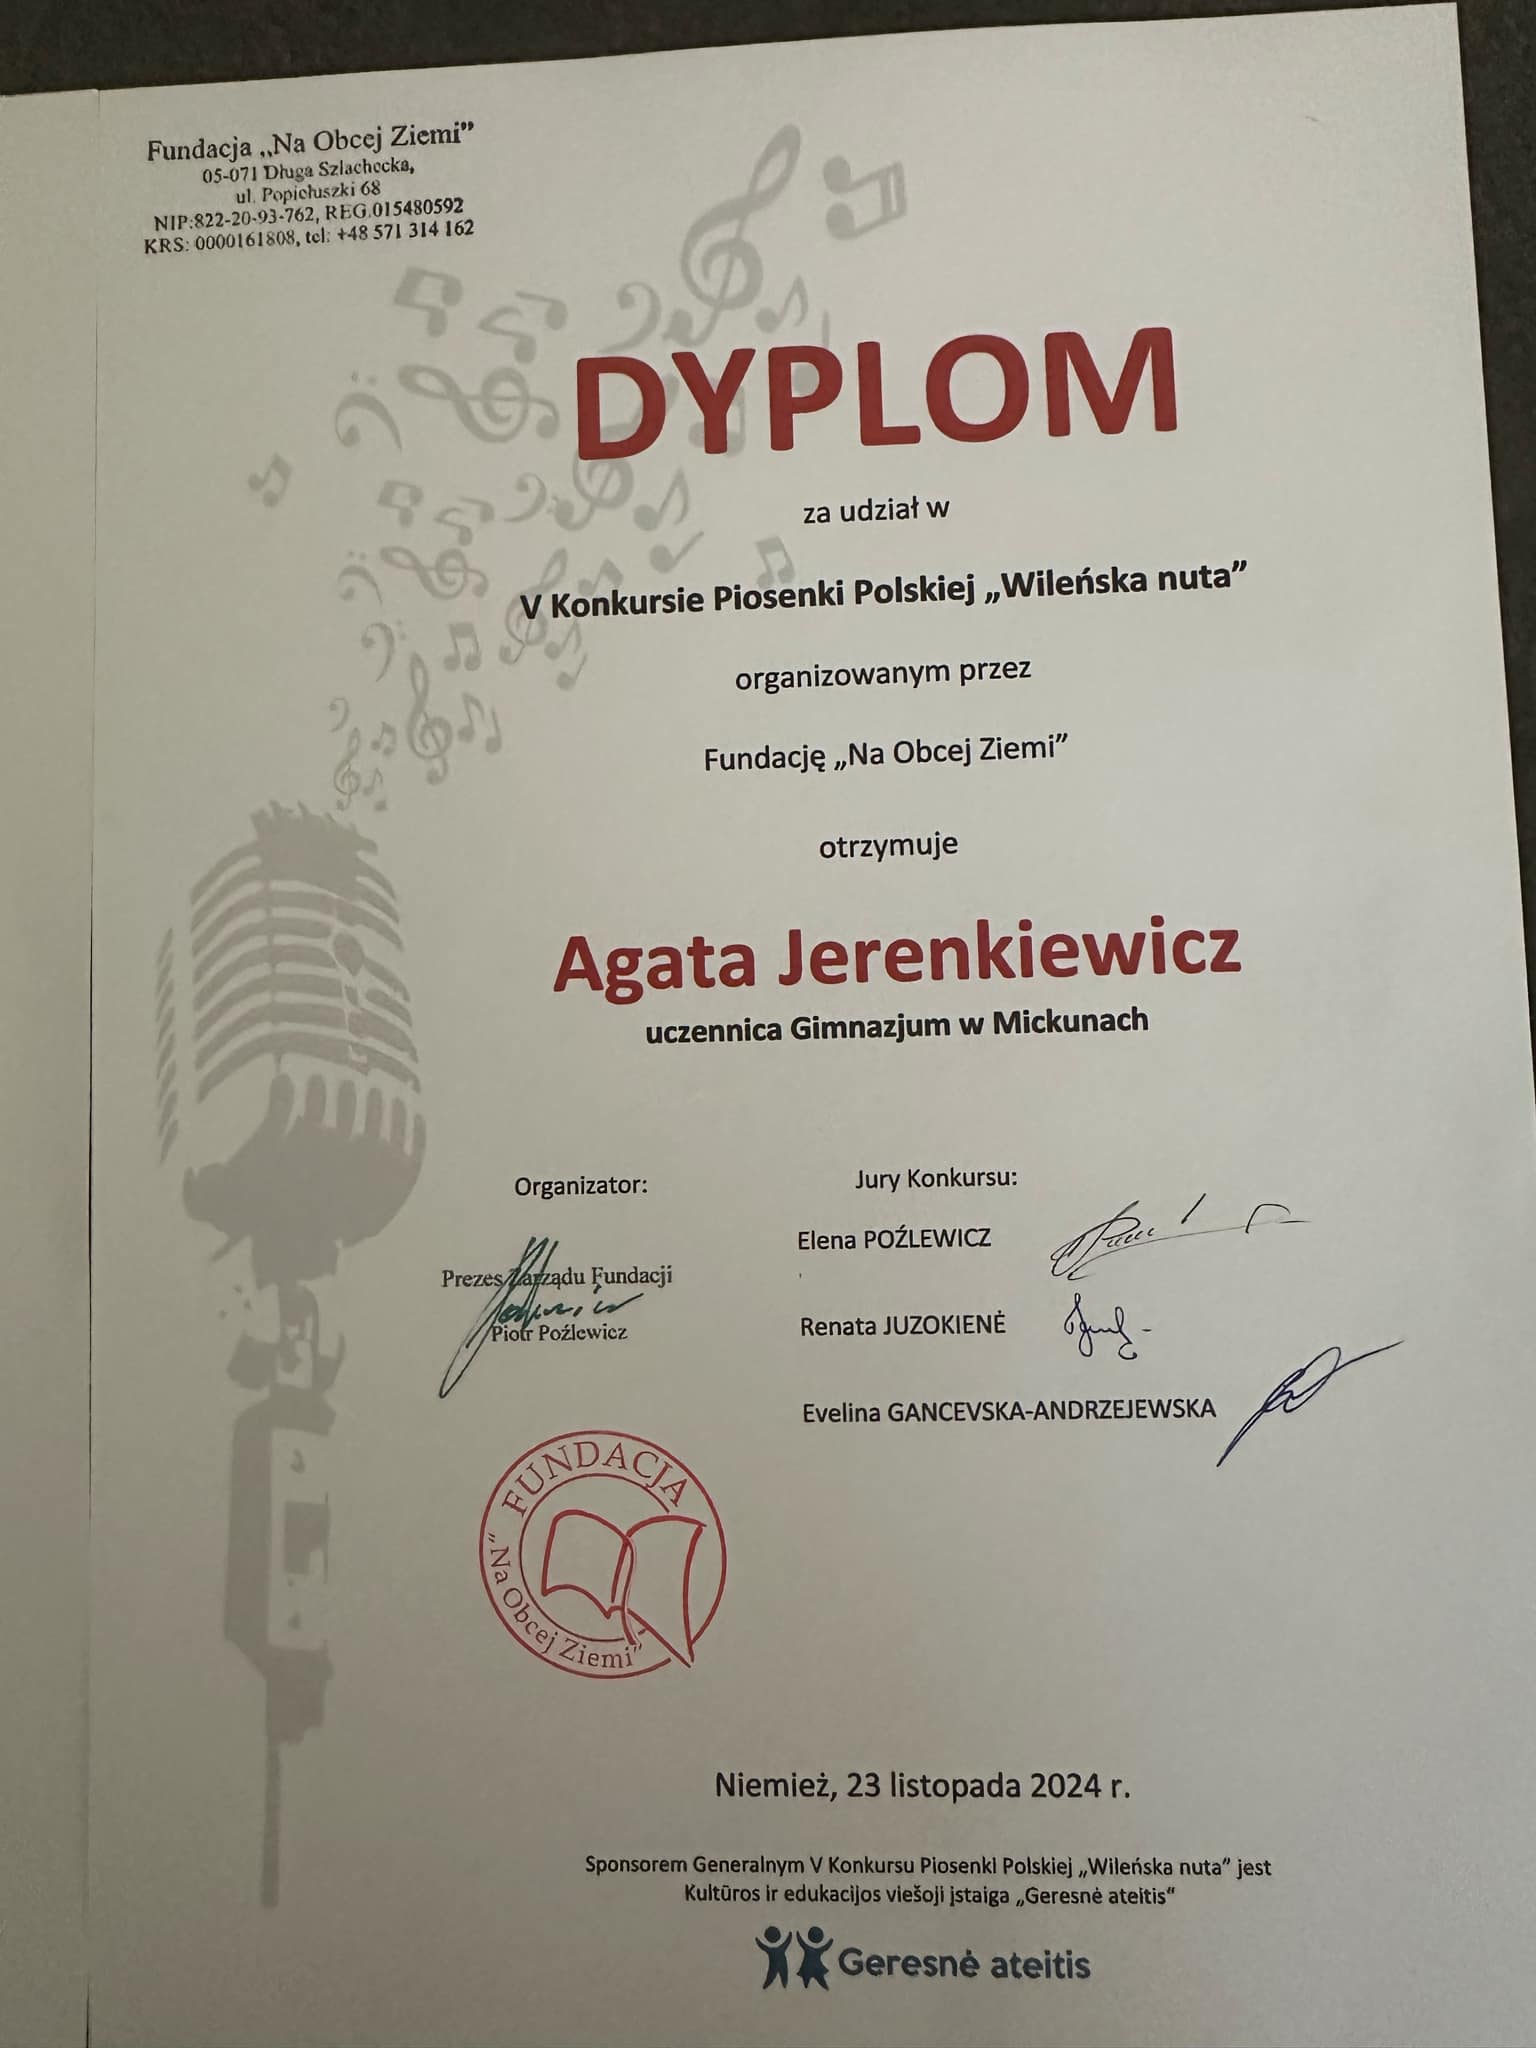 Fundacja „Na Obcej Ziemi”
05-071 Długa Szlachecka,
ul. Popiełuszki 68
NIP:822-20-93-762, REG.015480592
KRS: 0000161808, tel: +48 571 314 162
DYPLOM
za udział w
V Konkursie Piosenki Polskiej „Wileńska nuta”
organizowanym przez
Fundację „Na Obcej Ziemi”
otrzymuje
Agata Jerenkiewicz
uczennica Gimnazjum w Mickunach
Organizator:
Prezes Zarządu Fundacji
Piotr Poźlewicz
Jury Konkursu:
Elena POŹLEWICZ
Renata JUZOKIENĖ
Evelina GANCEVSKA-ANDRZEJEWSKA
FUNDACJA
"Na Obcej Ziemi"
Niemież, 23 listopada 2024 r.
Sponsorem Generalnym V Konkursu Piosenki Polskiej „Wileńska nuta” jest
Kultūros ir edukacijos viešoji įstaiga „Geresnė ateitis“
Geresnė ateitis